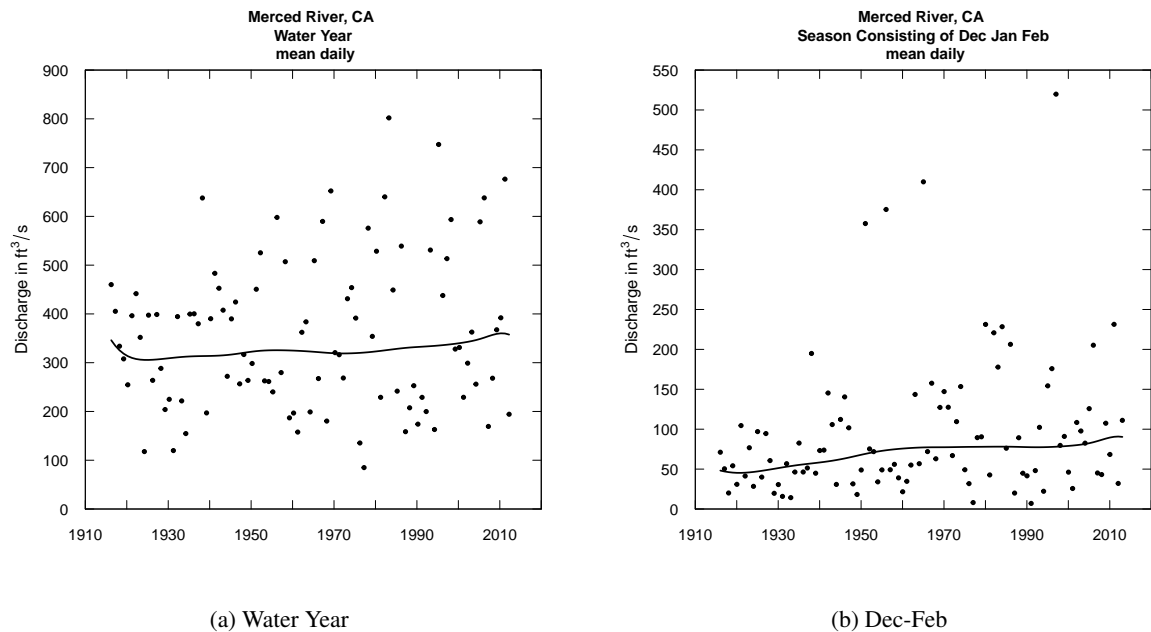 Merced River, CA
Water Year
mean daily
Discharge in ft³/s
900
800
700
600
500
400
300
200
100
0
1910 1930 1950 1970 1990 2010
(a) Water Year
Merced River, CA
Season Consisting of Dec Jan Feb
mean daily
Discharge in ft³/s
550
500
450
400
350
300
250
200
150
100
50
0
1910 1930 1950 1970 1990 2010
(b) Dec-Feb